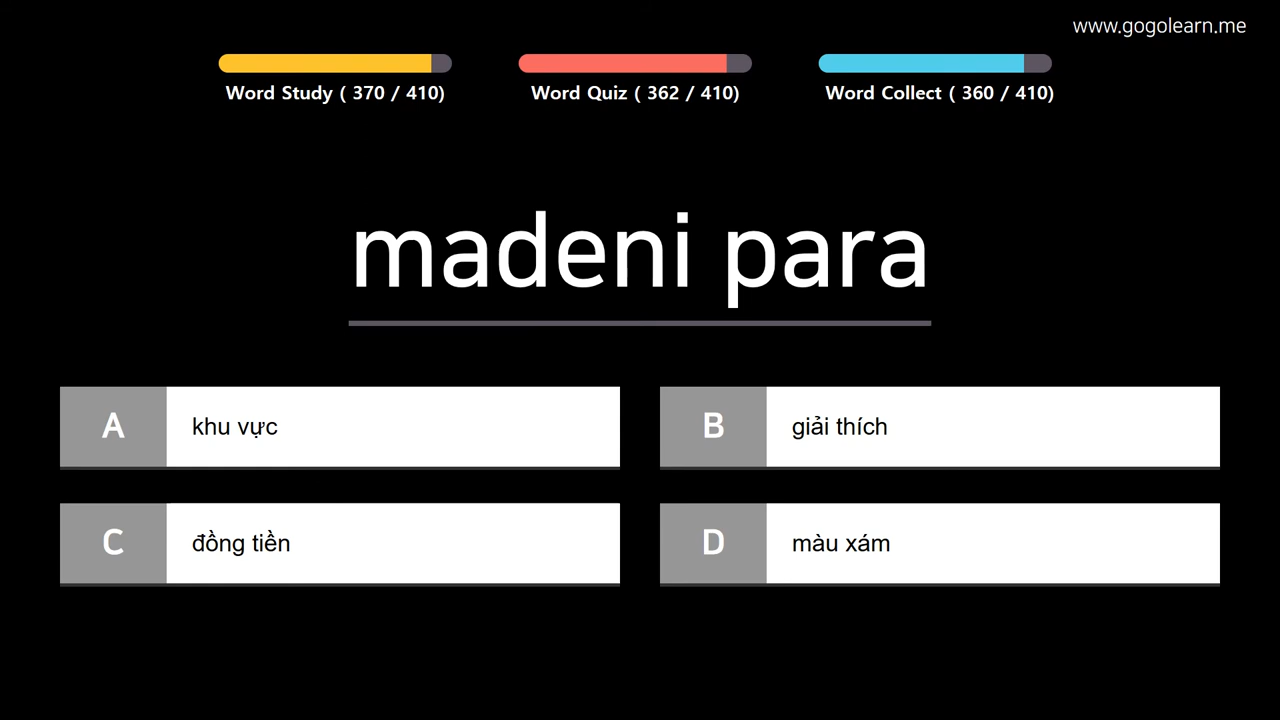 www.gogolearn.me
Word Study ( 370 / 410)
Word Quiz ( 362 / 410)
Word Collect ( 360 / 410)
madeni para
A
khu vực
B
giải thích
C
đồng tiền
D
màu xám